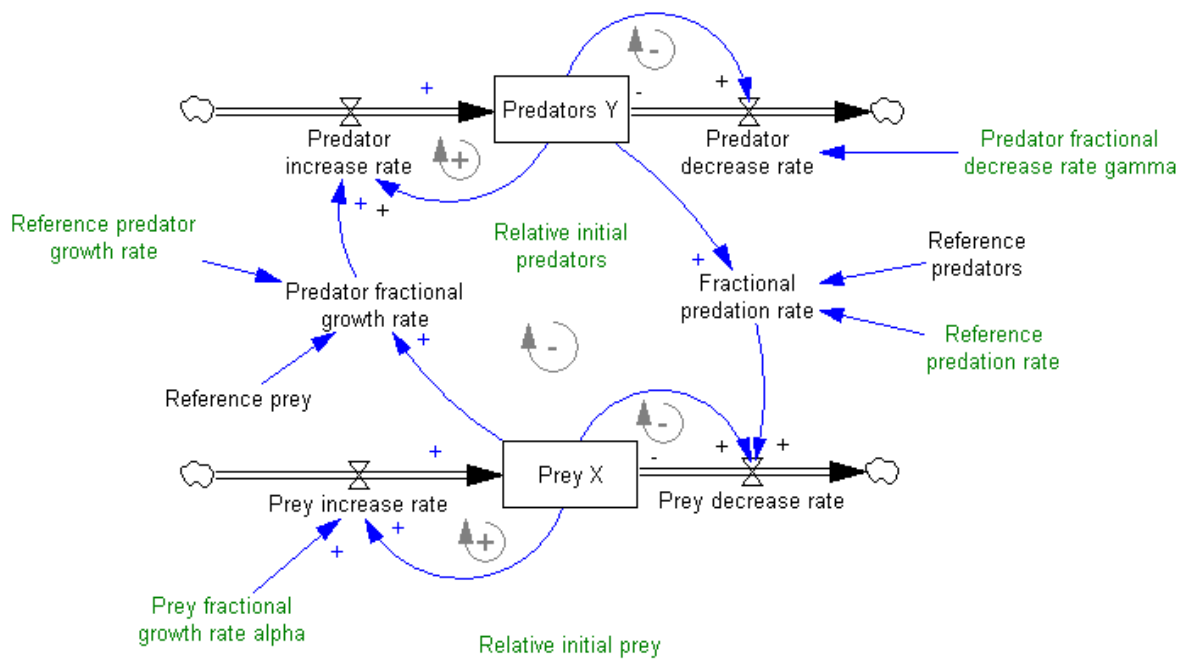 -
+
+
-
Predators Y
Predator
increase rate
+
Predator
decrease rate
Predator fractional
decrease rate gamma
+
+
Reference predator
growth rate
Relative initial
predators
Reference
predators
+
Fractional
predation rate
Predator fractional
growth rate
+
-
Reference
predation rate
Reference prey
-
+
+
+
-
Prey X
Prey increase rate
Prey decrease rate
+
+
+
Prey fractional
growth rate alpha
Relative initial prey